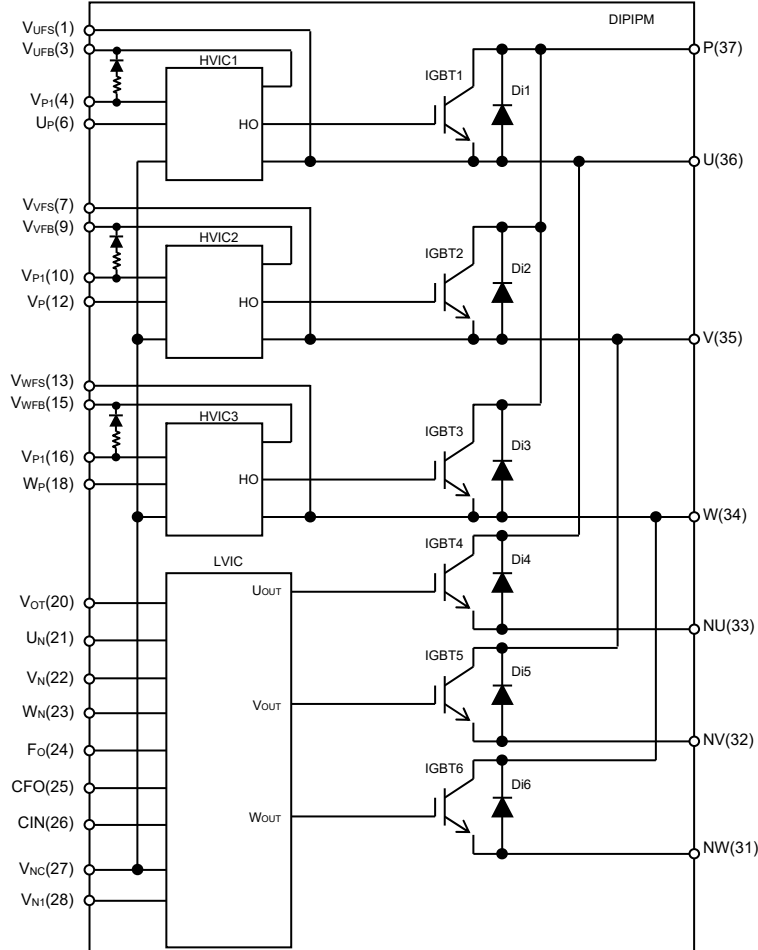 DIPIPM
VUFS(1)
VUFB(3)
VP1(4)
UP(6)
HVIC1
HO
IGBT1
Di1
P(37)
U(36)
VVFS(7)
VVFB(9)
VP1(10)
VP(12)
HVIC2
HO
IGBT2
Di2
V(35)
VWFS(13)
VWFB(15)
VP1(16)
WP(18)
HVIC3
HO
IGBT3
Di3
W(34)
LVIC
UOUT
IGBT4
Di4
NU(33)
VOT(20)
UN(21)
VN(22)
WN(23)
FO(24)
CFO(25)
CIN(26)
VNC(27)
VN1(28)
VOUT
IGBT5
Di5
NV(32)
WOUT
IGBT6
Di6
NW(31)